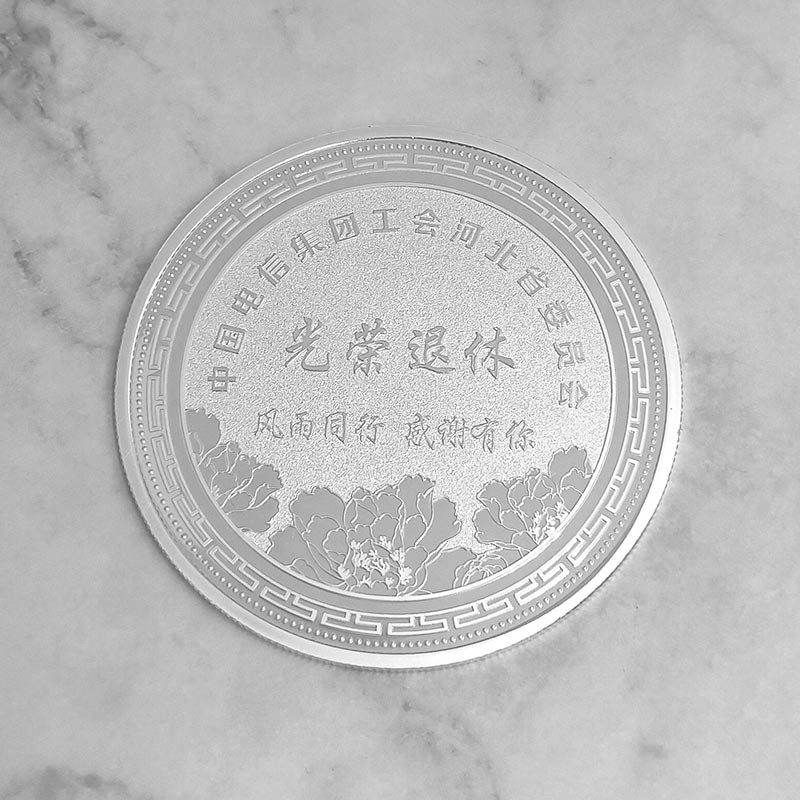 中国电信集团工会河北省委员会
光荣退休
风雨同行 感谢有你